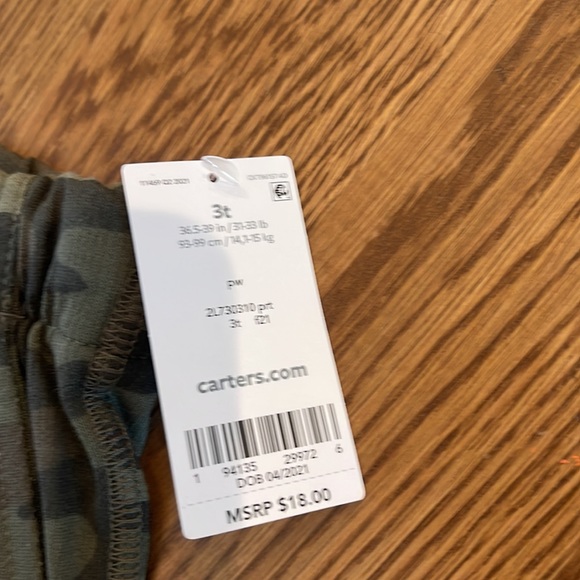 3t
36.5-39 in / 31-33 lb
93-99 cm / 14,1-15 kg
pw
2L730310 prt
3t f21
carters.com
1 94135 29972 6
DOB 04/2021
MSRP $18.00